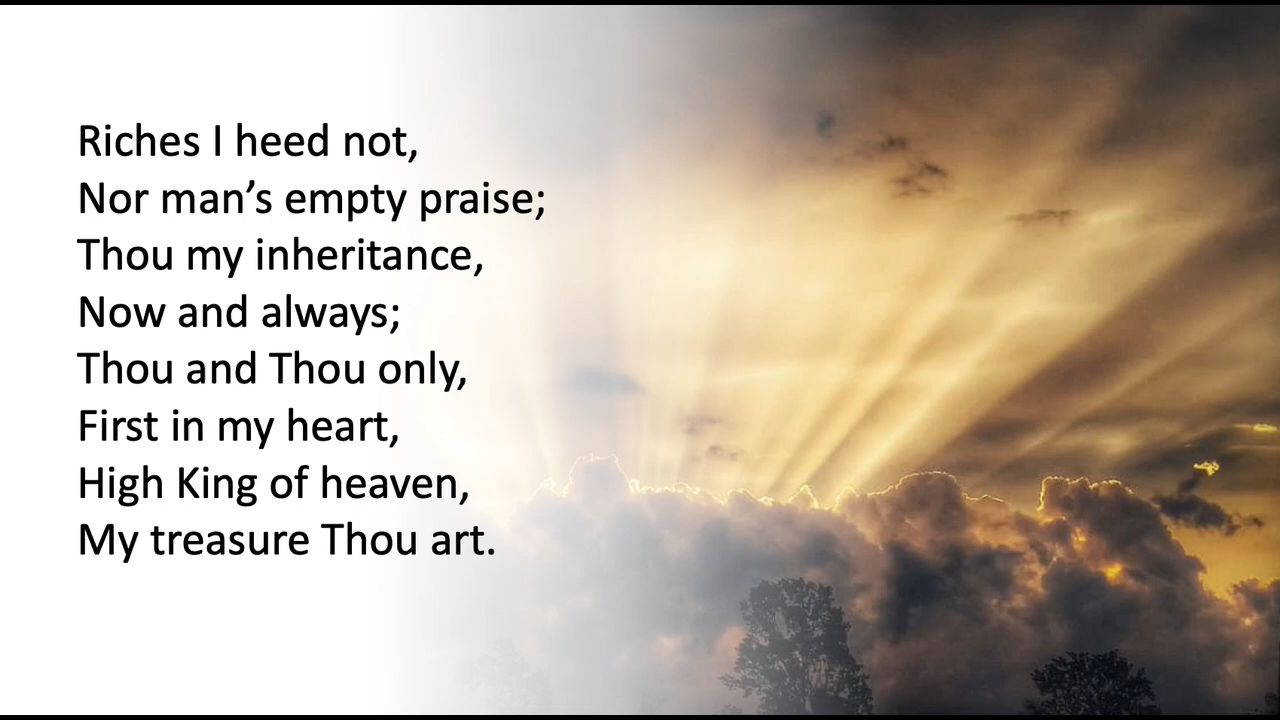 Riches I heed not,
Nor man’s empty praise;
Thou my inheritance,
Now and always;
Thou and Thou only,
First in my heart,
High King of heaven,
My treasure Thou art.